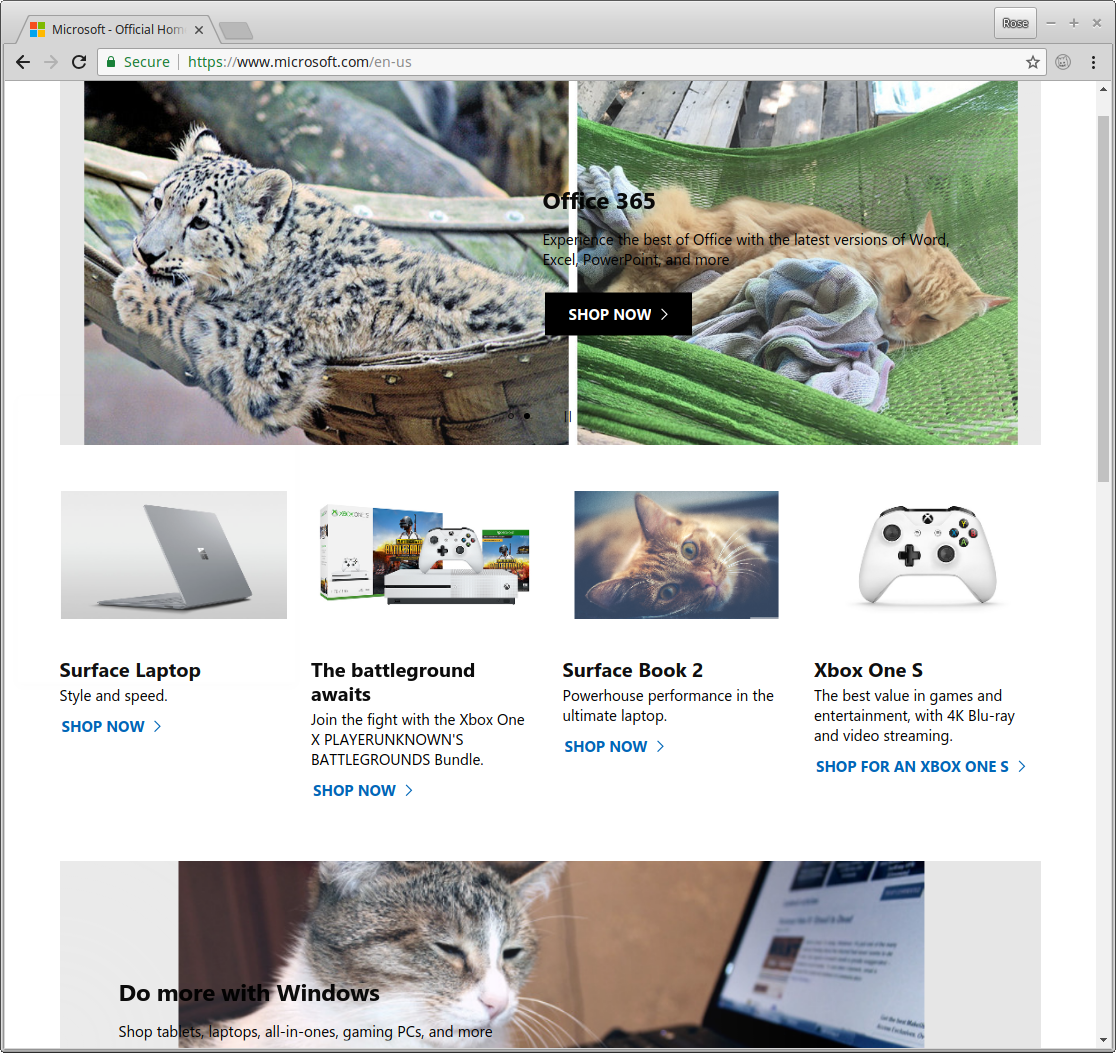 Microsoft - Official Hom
Rose
Secure
https://www.microsoft.com/en-us
Office 365
Experience the best of Office with the latest versions of Word,
Excel, PowerPoint, and more
SHOP NOW
XBOX ONE S
Surface Laptop
Style and speed.
SHOP NOW
The battleground
awaits
Join the fight with the Xbox One
X PLAYERUNKNOWN'S
BATTLEGROUNDS Bundle.
SHOP NOW
Surface Book 2
Powerhouse performance in the
ultimate laptop.
SHOP NOW
Xbox One S
The best value in games and
entertainment, with 4K Blu-ray
and video streaming.
SHOP FOR AN XBOX ONE S
Do more with Windows
Shop tablets, laptops, all-in-ones, gaming PCs, and more